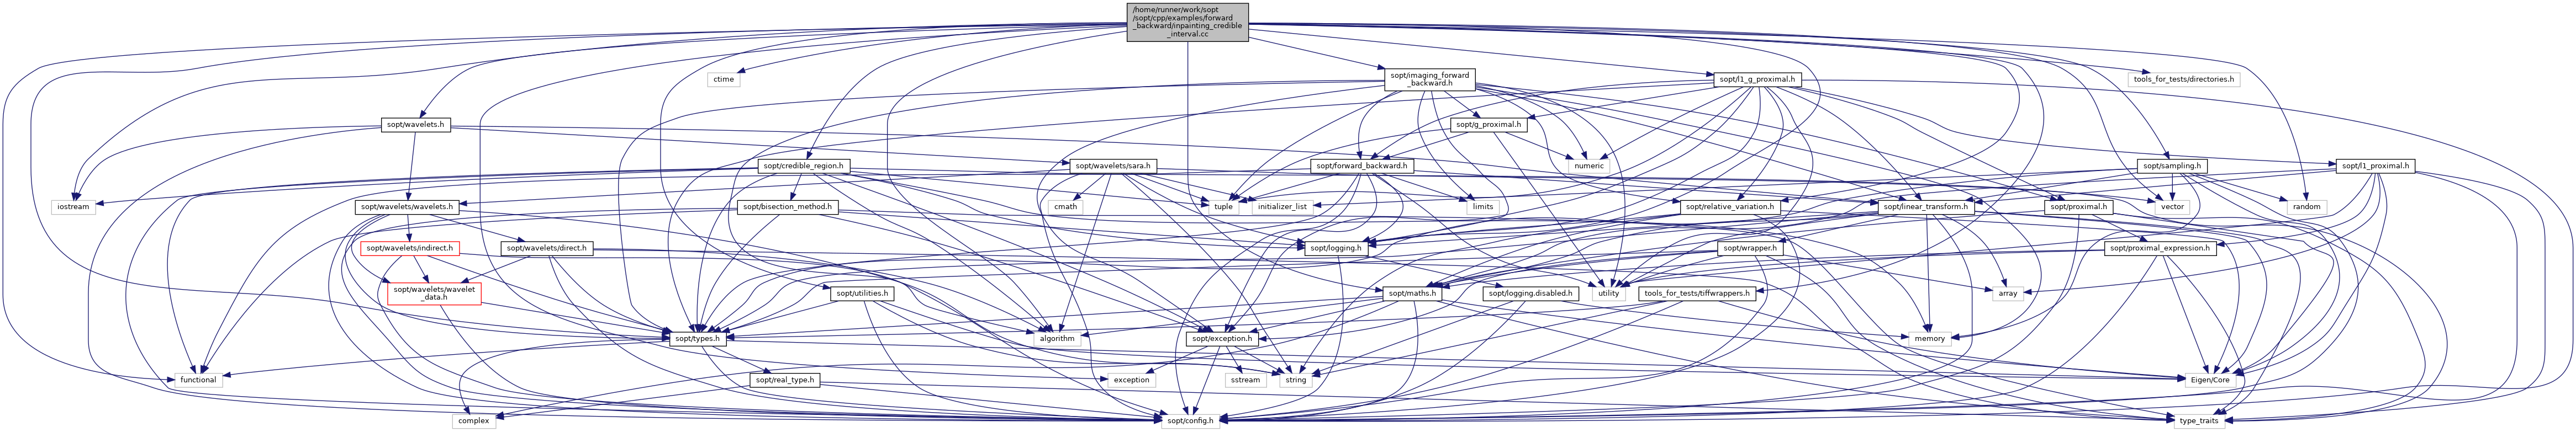 /home/runner/work/sopt
/sopt/cpp/examples/forward
_backward/inpainting_credible
_interval.cc
ctime
sopt/imaging_forward
_backward.h
sopt/l1_g_proximal.h
tools_for_tests/directories.h
sopt/wavelets.h
sopt/g_proximal.h
sopt/credible_region.h
sopt/wavelets/sara.h
sopt/forward_backward.h
numeric
sopt/sampling.h
sopt/l1_proximal.h
iostream
sopt/wavelets/wavelets.h
sopt/bisection_method.h
cmath
tuple
initializer_list
limits
sopt/relative_variation.h
sopt/linear_transform.h
sopt/proximal.h
vector
random
sopt/wavelets/indirect.h
sopt/wavelets/direct.h
sopt/logging.h
sopt/wrapper.h
sopt/proximal_expression.h
sopt/wavelets/wavelet
_data.h
sopt/utilities.h
sopt/maths.h
sopt/logging.disabled.h
utility
tools_for_tests/tiffwrappers.h
array
sopt/types.h
algorithm
sopt/exception.h
memory
functional
sopt/real_type.h
exception
sstream
string
Eigen/Core
complex
sopt/config.h
type_traits